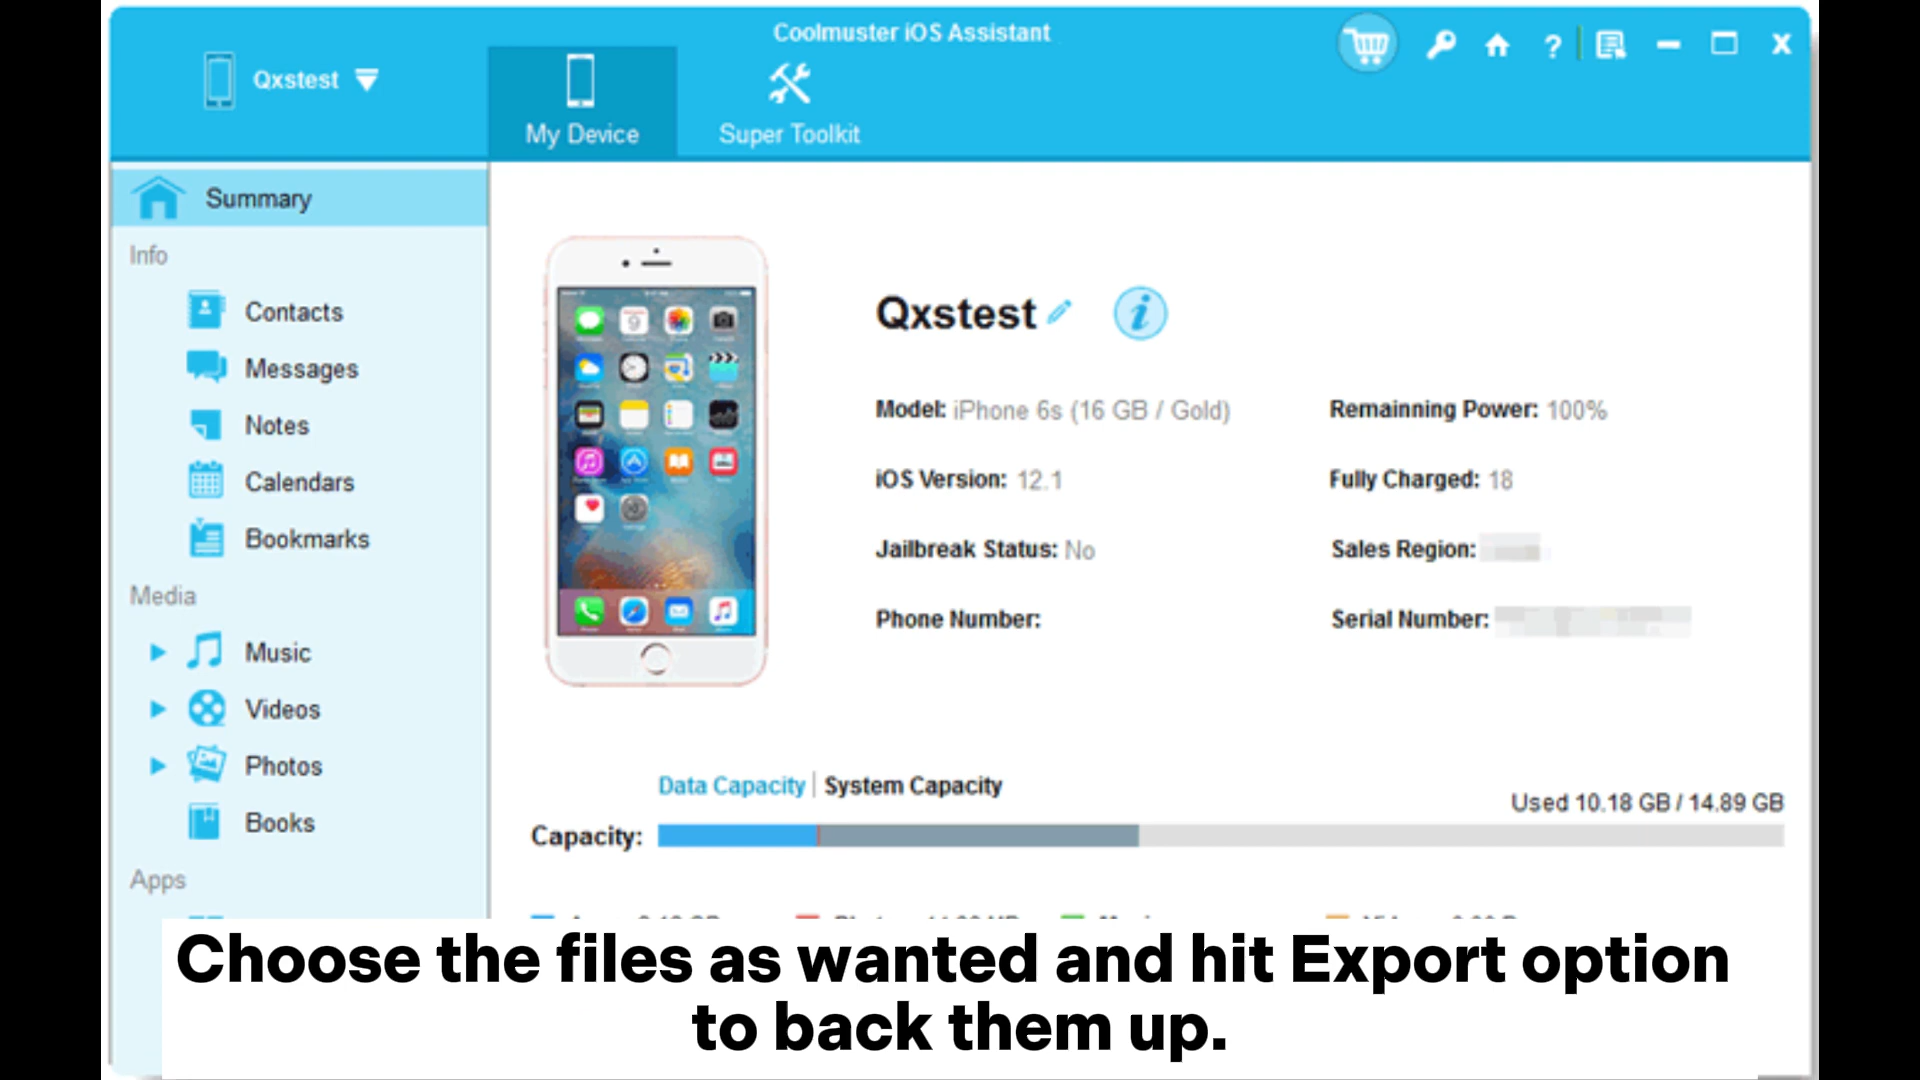 Coolmuster iOS Assistant
Qxstest
My Device
Super Toolkit
?
Summary
Info
Contacts
Messages
Notes
Calendars
Bookmarks
Media
Music
Videos
Photos
Books
Apps
Qxstest
Model: iPhone 6s (16 GB / Gold)
Remainning Power: 100%
iOS Version: 12.1
Fully Charged: 18
Jailbreak Status: No
Sales Region:
Phone Number:
Serial Number:
Data Capacity | System Capacity
Used 10.18 GB / 14.89 GB
Capacity:
Choose the files as wanted and hit Export option
to back them up.